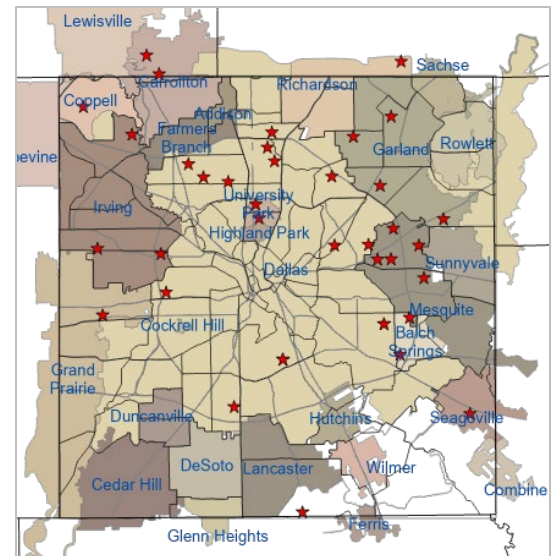 Lewisville
Sachse
Carrollton
Richardson
Coppell
Addison
Farmers
Branch
Garland
Rowlett
pevine
University
Park
Irving
Highland Park
Sunnyvale
Dallas
Mesquite
Cockrell Hill
Balch
Springs
Grand
Prairie
Duncanville
Hutchins
Seagoville
DeSoto
Lancaster
Wilmer
Cedar Hill
Combine
Ferris
Glenn Heights